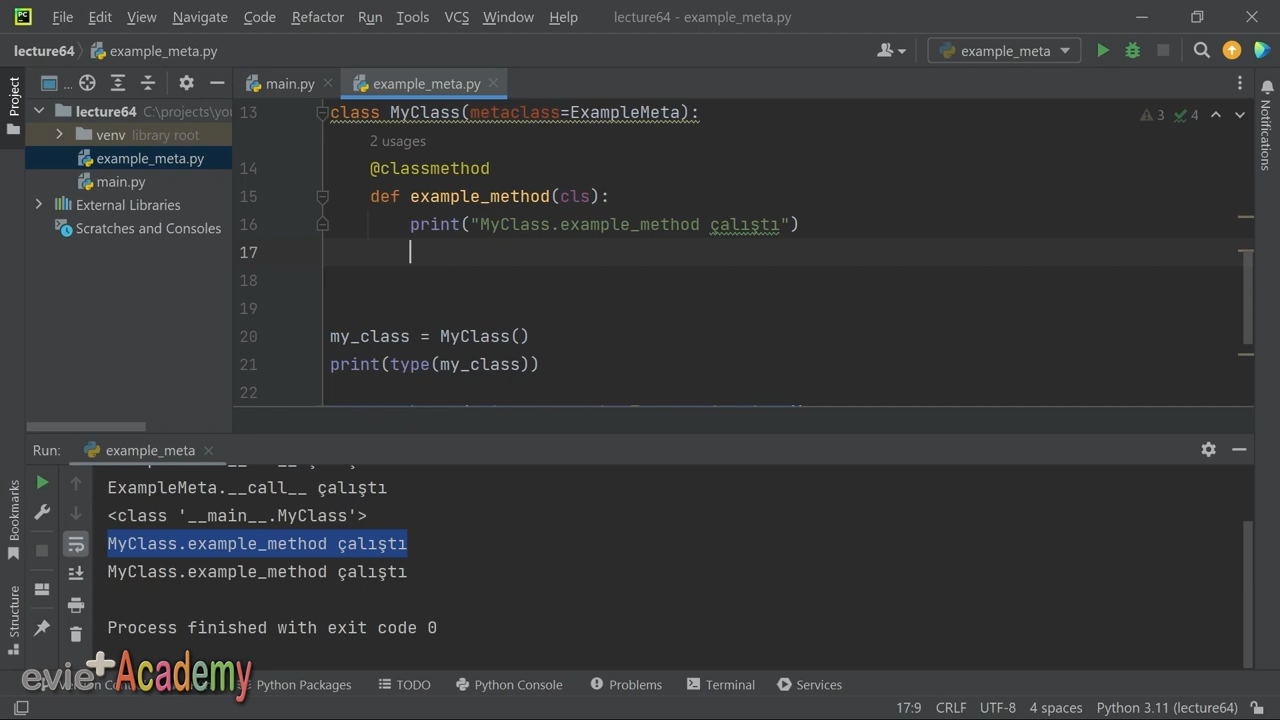 PC File Edit View Navigate Code Refactor Run Tools VCS Window Help lecture64 - example_meta.py
lecture64 example_meta.py example_meta
Project ... main.py example_meta.py
lecture64 C:\projects\you
venv library root
example_meta.py
main.py
External Libraries
Scratches and Consoles
13 class MyClass(metaclass=ExampleMeta): 3 4
2 usages
14 @classmethod
15 def example_method(cls):
16 print("MyClass.example_method çalıştı")
17
18
19
20 my_class = MyClass()
21 print(type(my_class))
22
Notifications
Run: example_meta
ExampleMeta.__call__ çalıştı
<class '__main__.MyClass'>
MyClass.example_method çalıştı
MyClass.example_method çalıştı
Process finished with exit code 0
Bookmarks
Structure
evie+Academy
Python Packages TODO Python Console Problems Terminal Services
17:9 CRLF UTF-8 4 spaces Python 3.11 (lecture64)